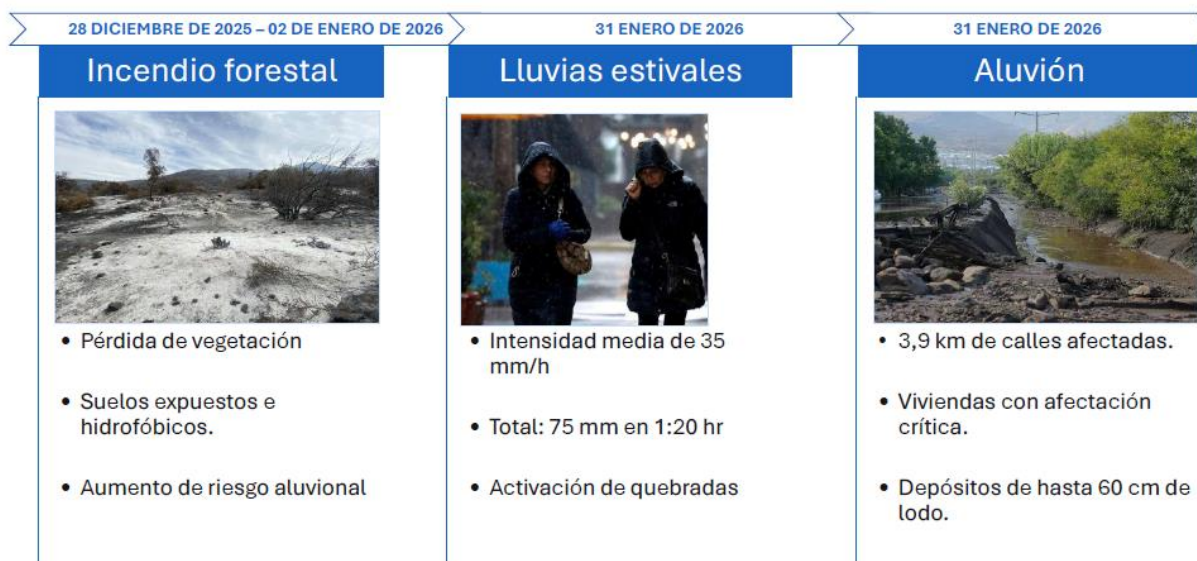 28 DICIEMBRE DE 2025 – 02 DE ENERO DE 2026
Incendio forestal
• Pérdida de vegetación
• Suelos expuestos e
hidrofóbicos.
• Aumento de riesgo aluvional
31 ENERO DE 2026
Lluvias estivales
• Intensidad media de 35
mm/h
• Total: 75 mm en 1:20 hr
• Activación de quebradas
31 ENERO DE 2026
Aluvión
• 3,9 km de calles afectadas.
• Viviendas con afectación
crítica.
• Depósitos de hasta 60 cm de
lodo.